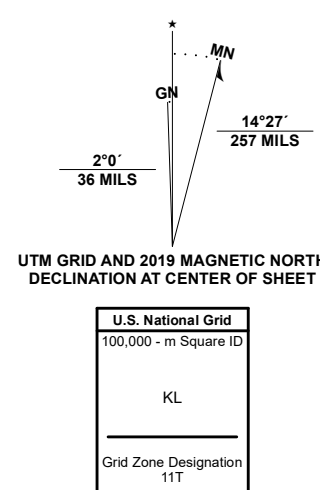 ★
MN
GN
14°27´
257 MILS
2°0´
36 MILS
UTM GRID AND 2019 MAGNETIC NORTH
DECLINATION AT CENTER OF SHEET
U.S. National Grid
100,000 - m Square ID
KL
Grid Zone Designation
11T